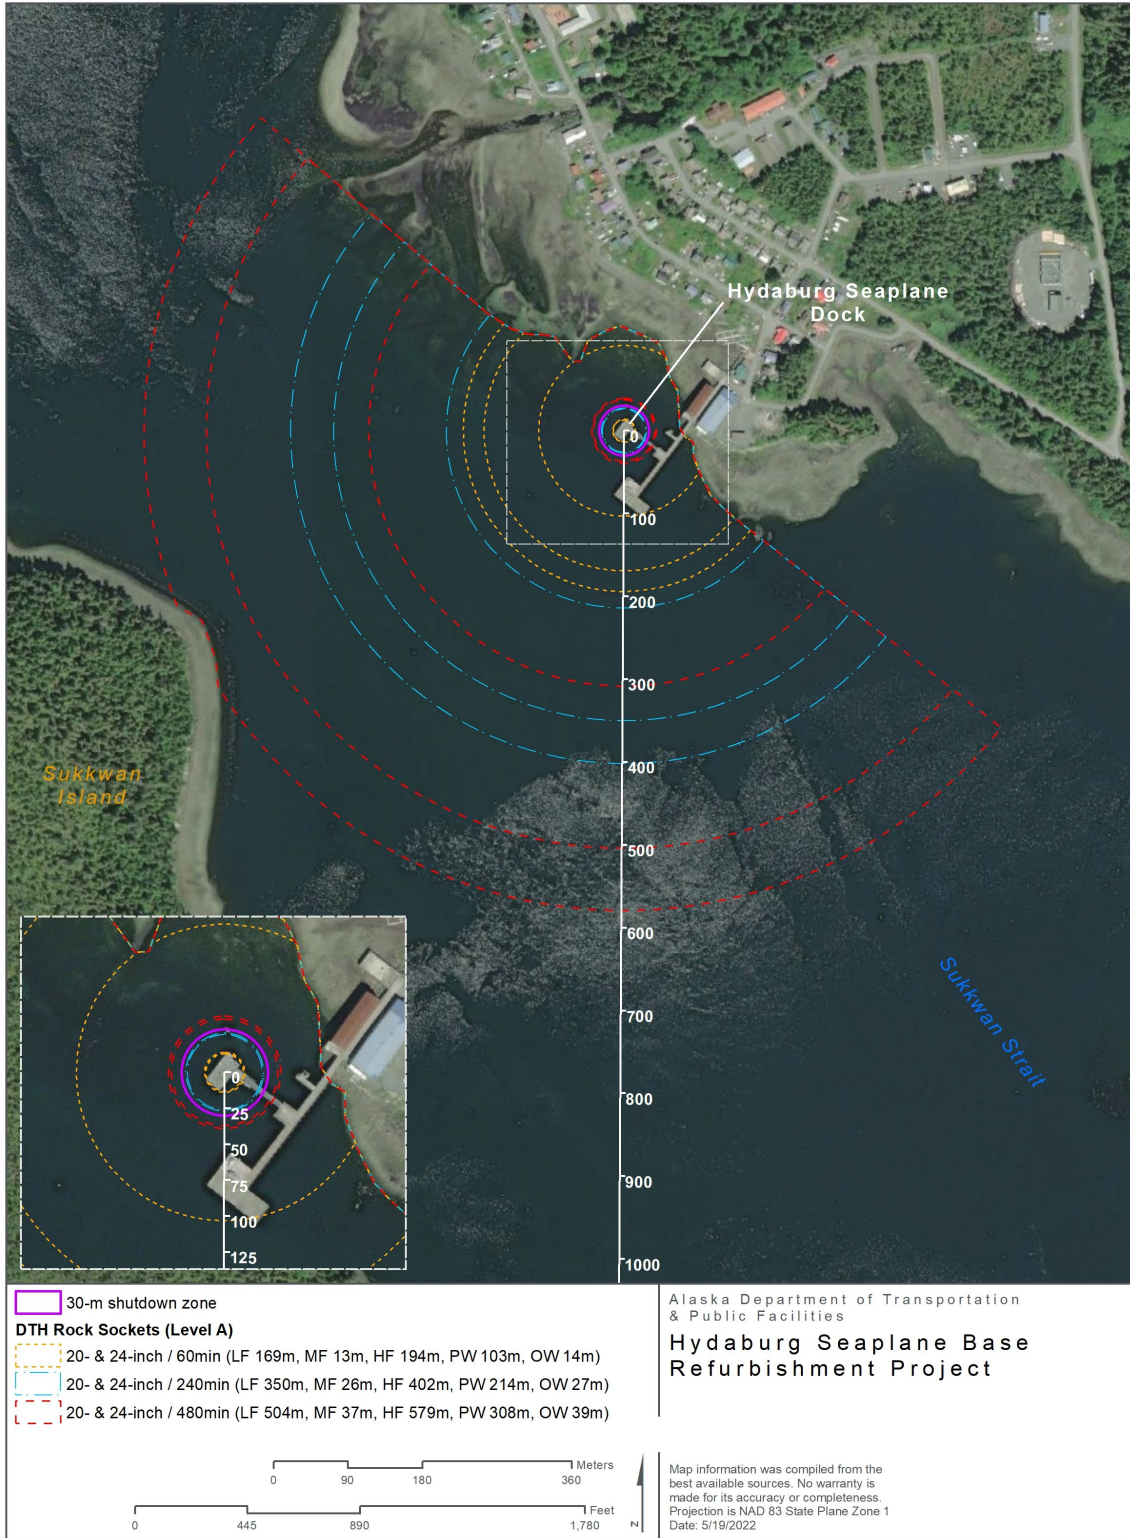 Hydaburg Seaplane
Dock
0
100
200
300
400
500
600
700
800
900
1000
Sukkwan
Island
Sukkwan Strait
0
25
50
75
100
125
30-m shutdown zone
DTH Rock Sockets (Level A)
20- & 24-inch / 60min (LF 169m, MF 13m, HF 194m, PW 103m, OW 14m)
20- & 24-inch / 240min (LF 350m, MF 26m, HF 402m, PW 214m, OW 27m)
20- & 24-inch / 480min (LF 504m, MF 37m, HF 579m, PW 308m, OW 39m)
Meters
0 90 180 360
Feet
0 445 890 1,780
N
Alaska Department of Transportation
& Public Facilities
Hydaburg Seaplane Base
Refurbishment Project
Map information was compiled from the
best available sources. No warranty is
made for its accuracy or completeness.
Projection is NAD 83 State Plane Zone 1
Date: 5/19/2022